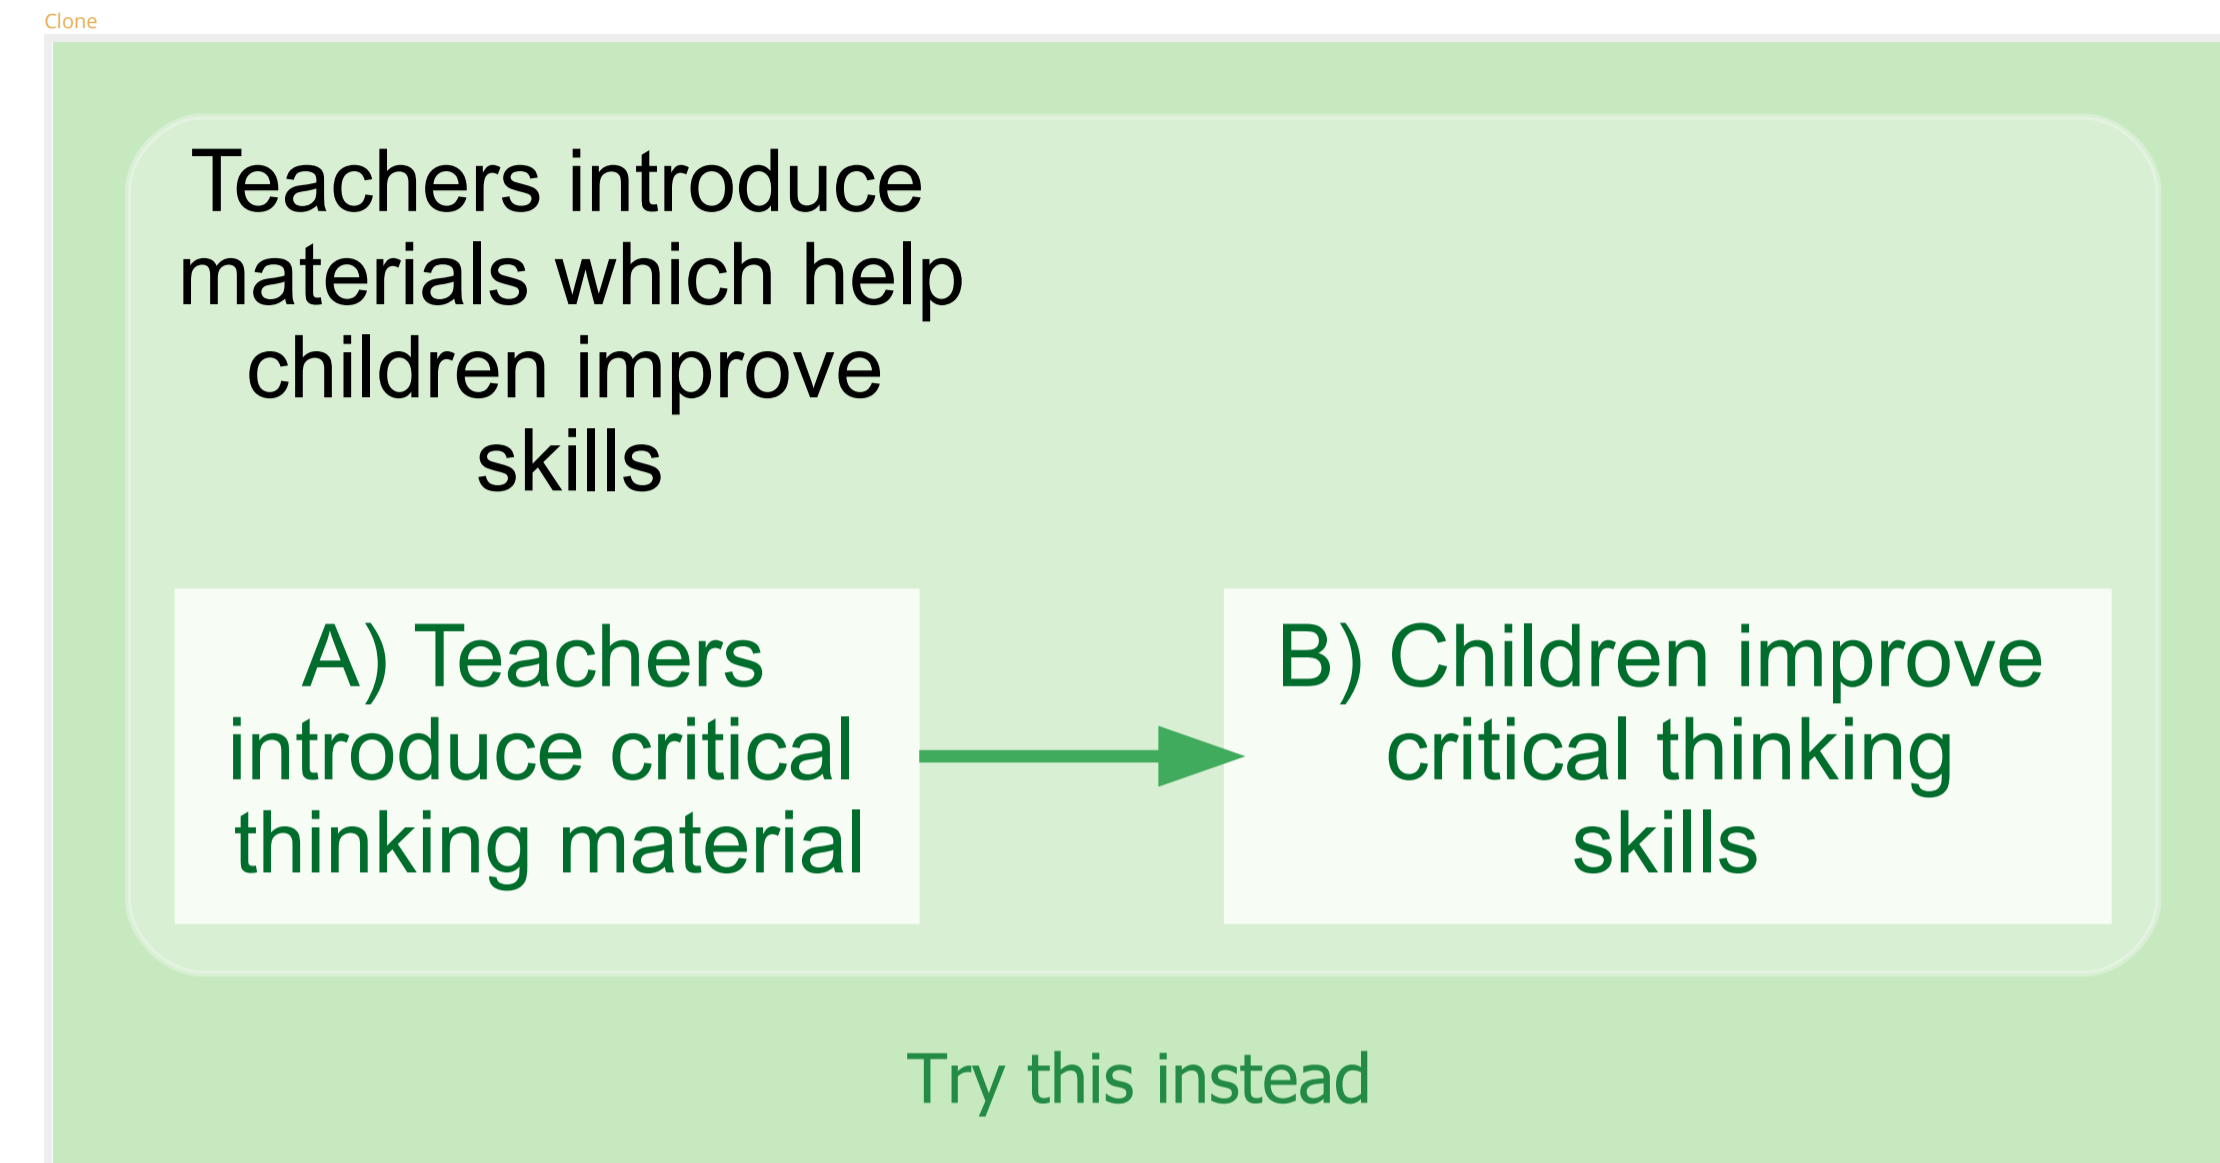 Clone
Teachers introduce
materials which help
children improve
skills
A) Teachers
introduce critical
thinking material
B) Children improve
critical thinking
skills
Try this instead